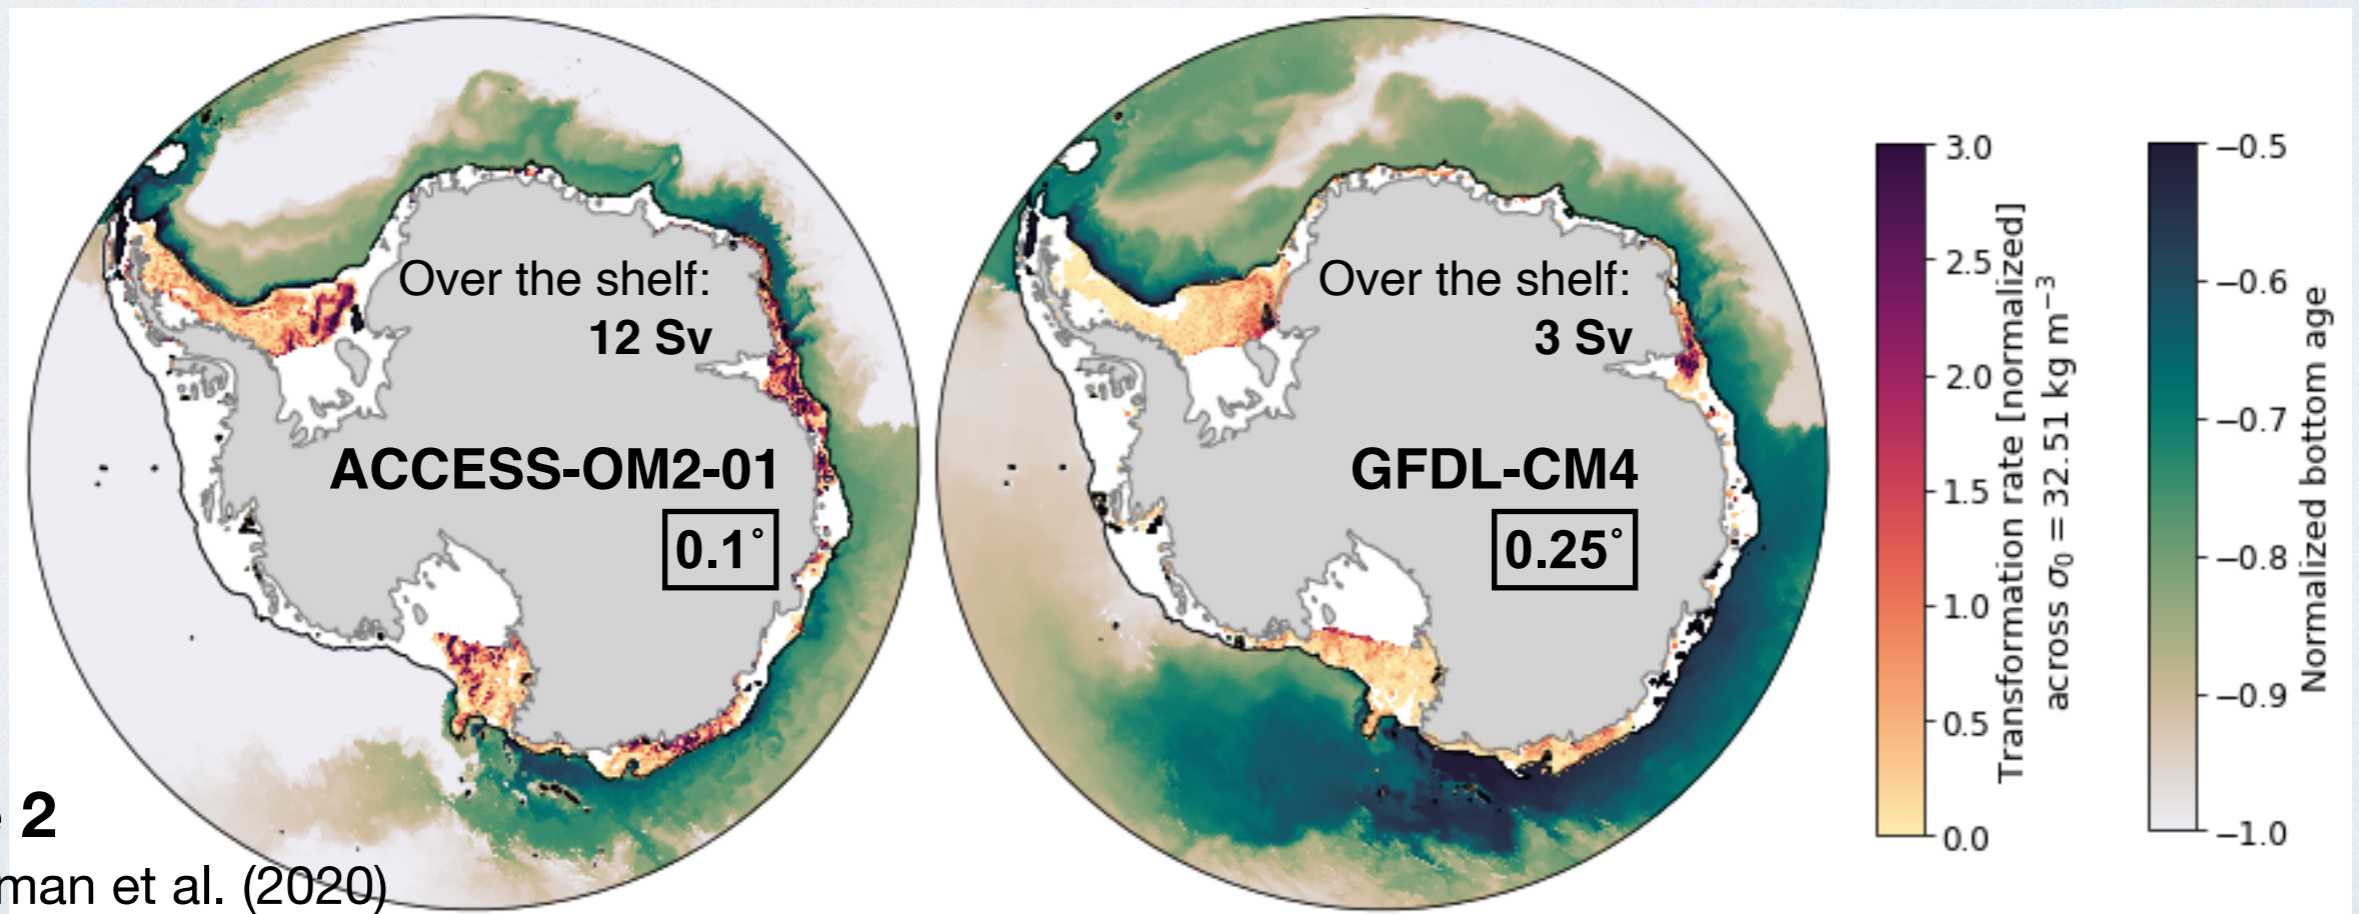 Over the shelf:
12 Sv
ACCESS-OM2-01
0.1°
Over the shelf:
3 Sv
GFDL-CM4
0.25°
3.0
2.5
2.0
1.5
1.0
0.5
0.0
Transformation rate [normalized]
across σ₀ = 32.51 kg m⁻³
−0.5
−0.6
−0.7
−0.8
−0.9
−1.0
Normalized bottom age
2
man et al. (2020)